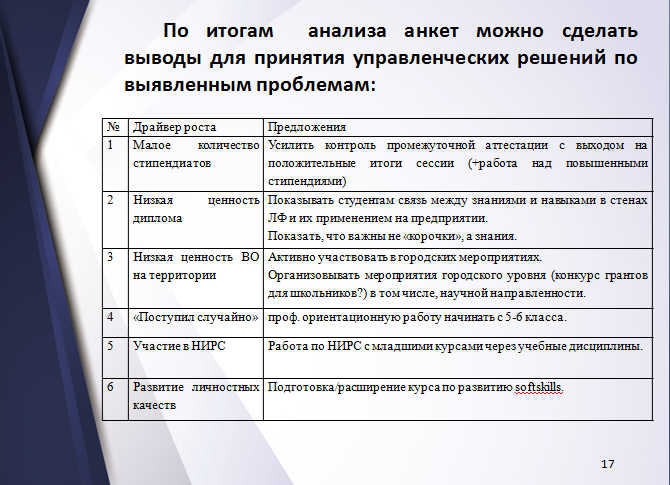 По итогам анализа анкет можно сделать
выводы для принятия управленческих решений по
выявленным проблемам:
№ Драйвер роста Предложения
1 Малое количество стипендиатов
Усилить контроль промежуточной аттестации с выходом на
положительные итоги сессии (+работа над повышенными
стипендиями)
2 Низкая ценность диплома
Показывать студентам связь между знаниями и навыками в стенах
ЛФ и их применением на предприятии.
Показать, что важны не «корочки», а знания.
3 Низкая ценность ВО на территории
Активно участвовать в городских мероприятиях.
Организовывать мероприятия городского уровня (конкурс грантов
для школьников?) в том числе, научной направленности.
4 «Поступил случайно» проф. ориентационную работу начинать с 5-6 класса.
5 Участие в НИРС Работа по НИРС с младшими курсами через учебные дисциплины.
6 Развитие личностных качеств
Подготовка/расширение курса по развитию softskills.
17